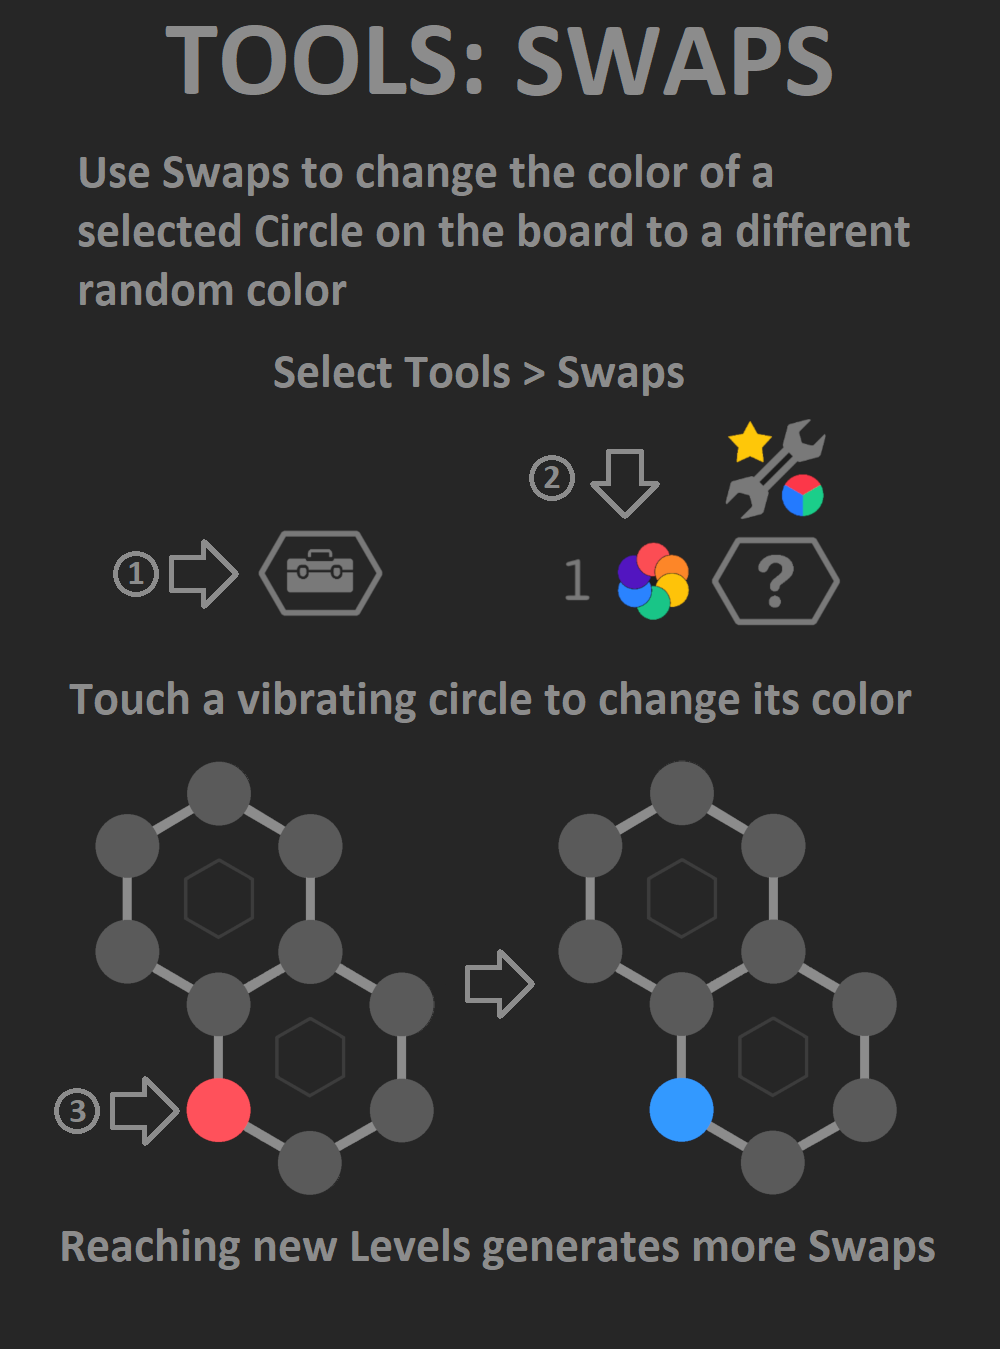 TOOLS: SWAPS
Use Swaps to change the color of a
selected Circle on the board to a different
random color
Select Tools > Swaps
2
1
1
?
Touch a vibrating circle to change its color
3
Reaching new Levels generates more Swaps